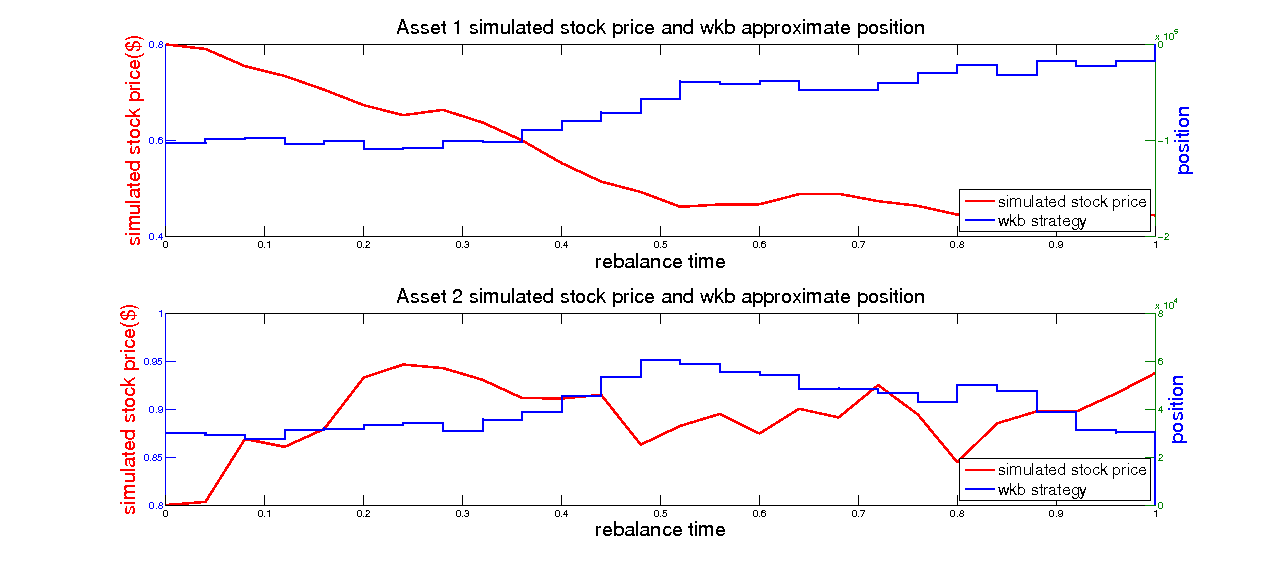 Asset 1 simulated stock price and wkb approximate position
x 10^5
0.8
0.6
0.4
simulated stock price($)
0
-1
-2
position
simulated stock price
wkb strategy
0 0.1 0.2 0.3 0.4 0.5 0.6 0.7 0.8 0.9 1
rebalance time
Asset 2 simulated stock price and wkb approximate position
x 10^4
1
0.95
0.9
0.85
0.8
simulated stock price($)
8
6
4
2
0
position
simulated stock price
wkb strategy
0 0.1 0.2 0.3 0.4 0.5 0.6 0.7 0.8 0.9 1
rebalance time